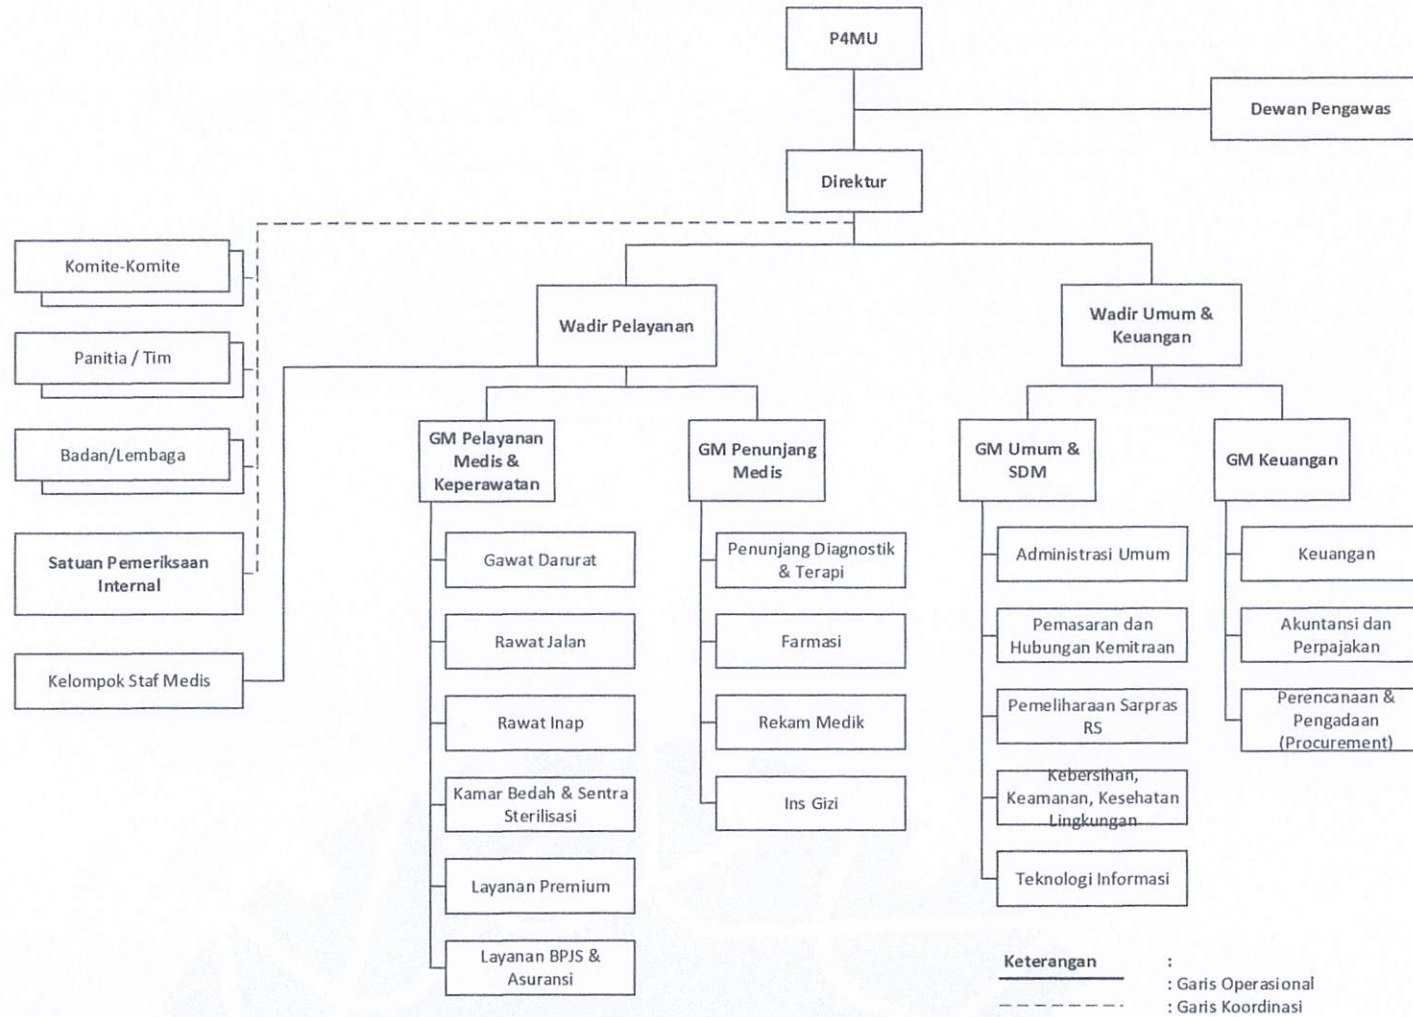 P4MU
Dewan Pengawas
Direktur
Komite-Komite
Panitia / Tim
Badan/Lembaga
Satuan Pemeriksaan
Internal
Kelompok Staf Medis
Wadir Pelayanan
Wadir Umum &
Keuangan
GM Pelayanan
Medis &
Keperawatan
GM Penunjang
Medis
GM Umum &
SDM
GM Keuangan
Gawat Darurat
Rawat Jalan
Rawat Inap
Kamar Bedah & Sentra
Sterilisasi
Layanan Premium
Layanan BPJS &
Asuransi
Penunjang Diagnostik
& Terapi
Farmasi
Rekam Medik
Ins Gizi
Administrasi Umum
Pemasaran dan
Hubungan Kemitraan
Pemeliharaan Sarpras
RS
Kebersihan,
Keamanan, Kesehatan
Lingkungan
Teknologi Informasi
Keuangan
Akuntansi dan
Perpajakan
Perencanaan &
Pengadaan
(Procurement)
Keterangan :
: Garis Operasional
: Garis Koordinasi